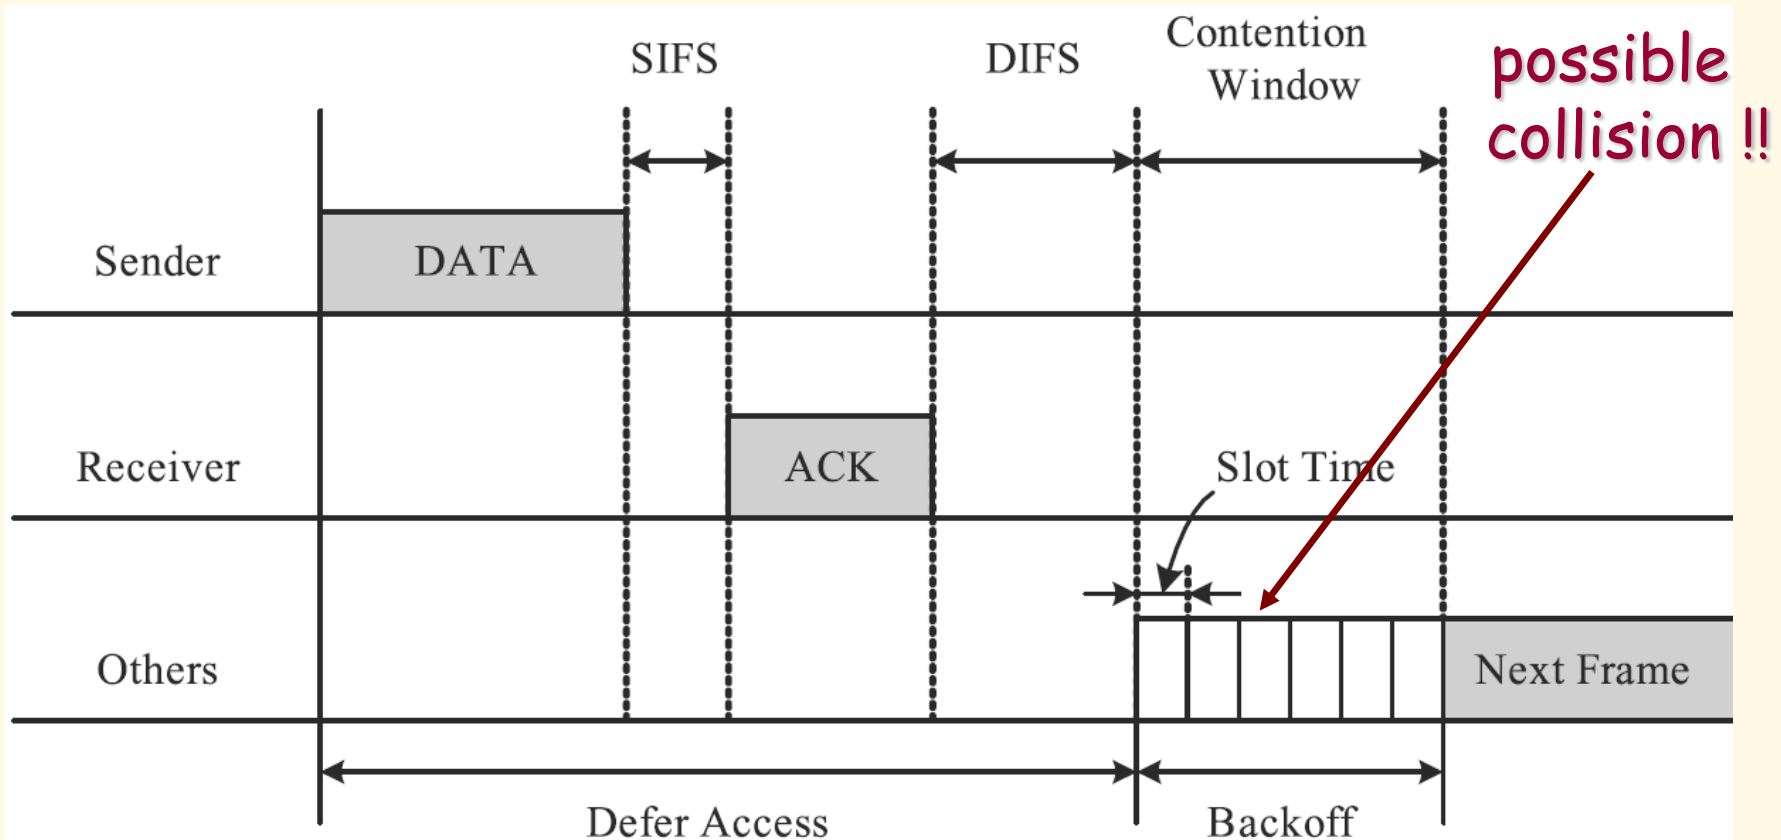 SIFS
DIFS
Contention
Window
possible
collision !!
Sender
DATA
Receiver
ACK
Slot Time
Others
Next Frame
Defer Access
Backoff